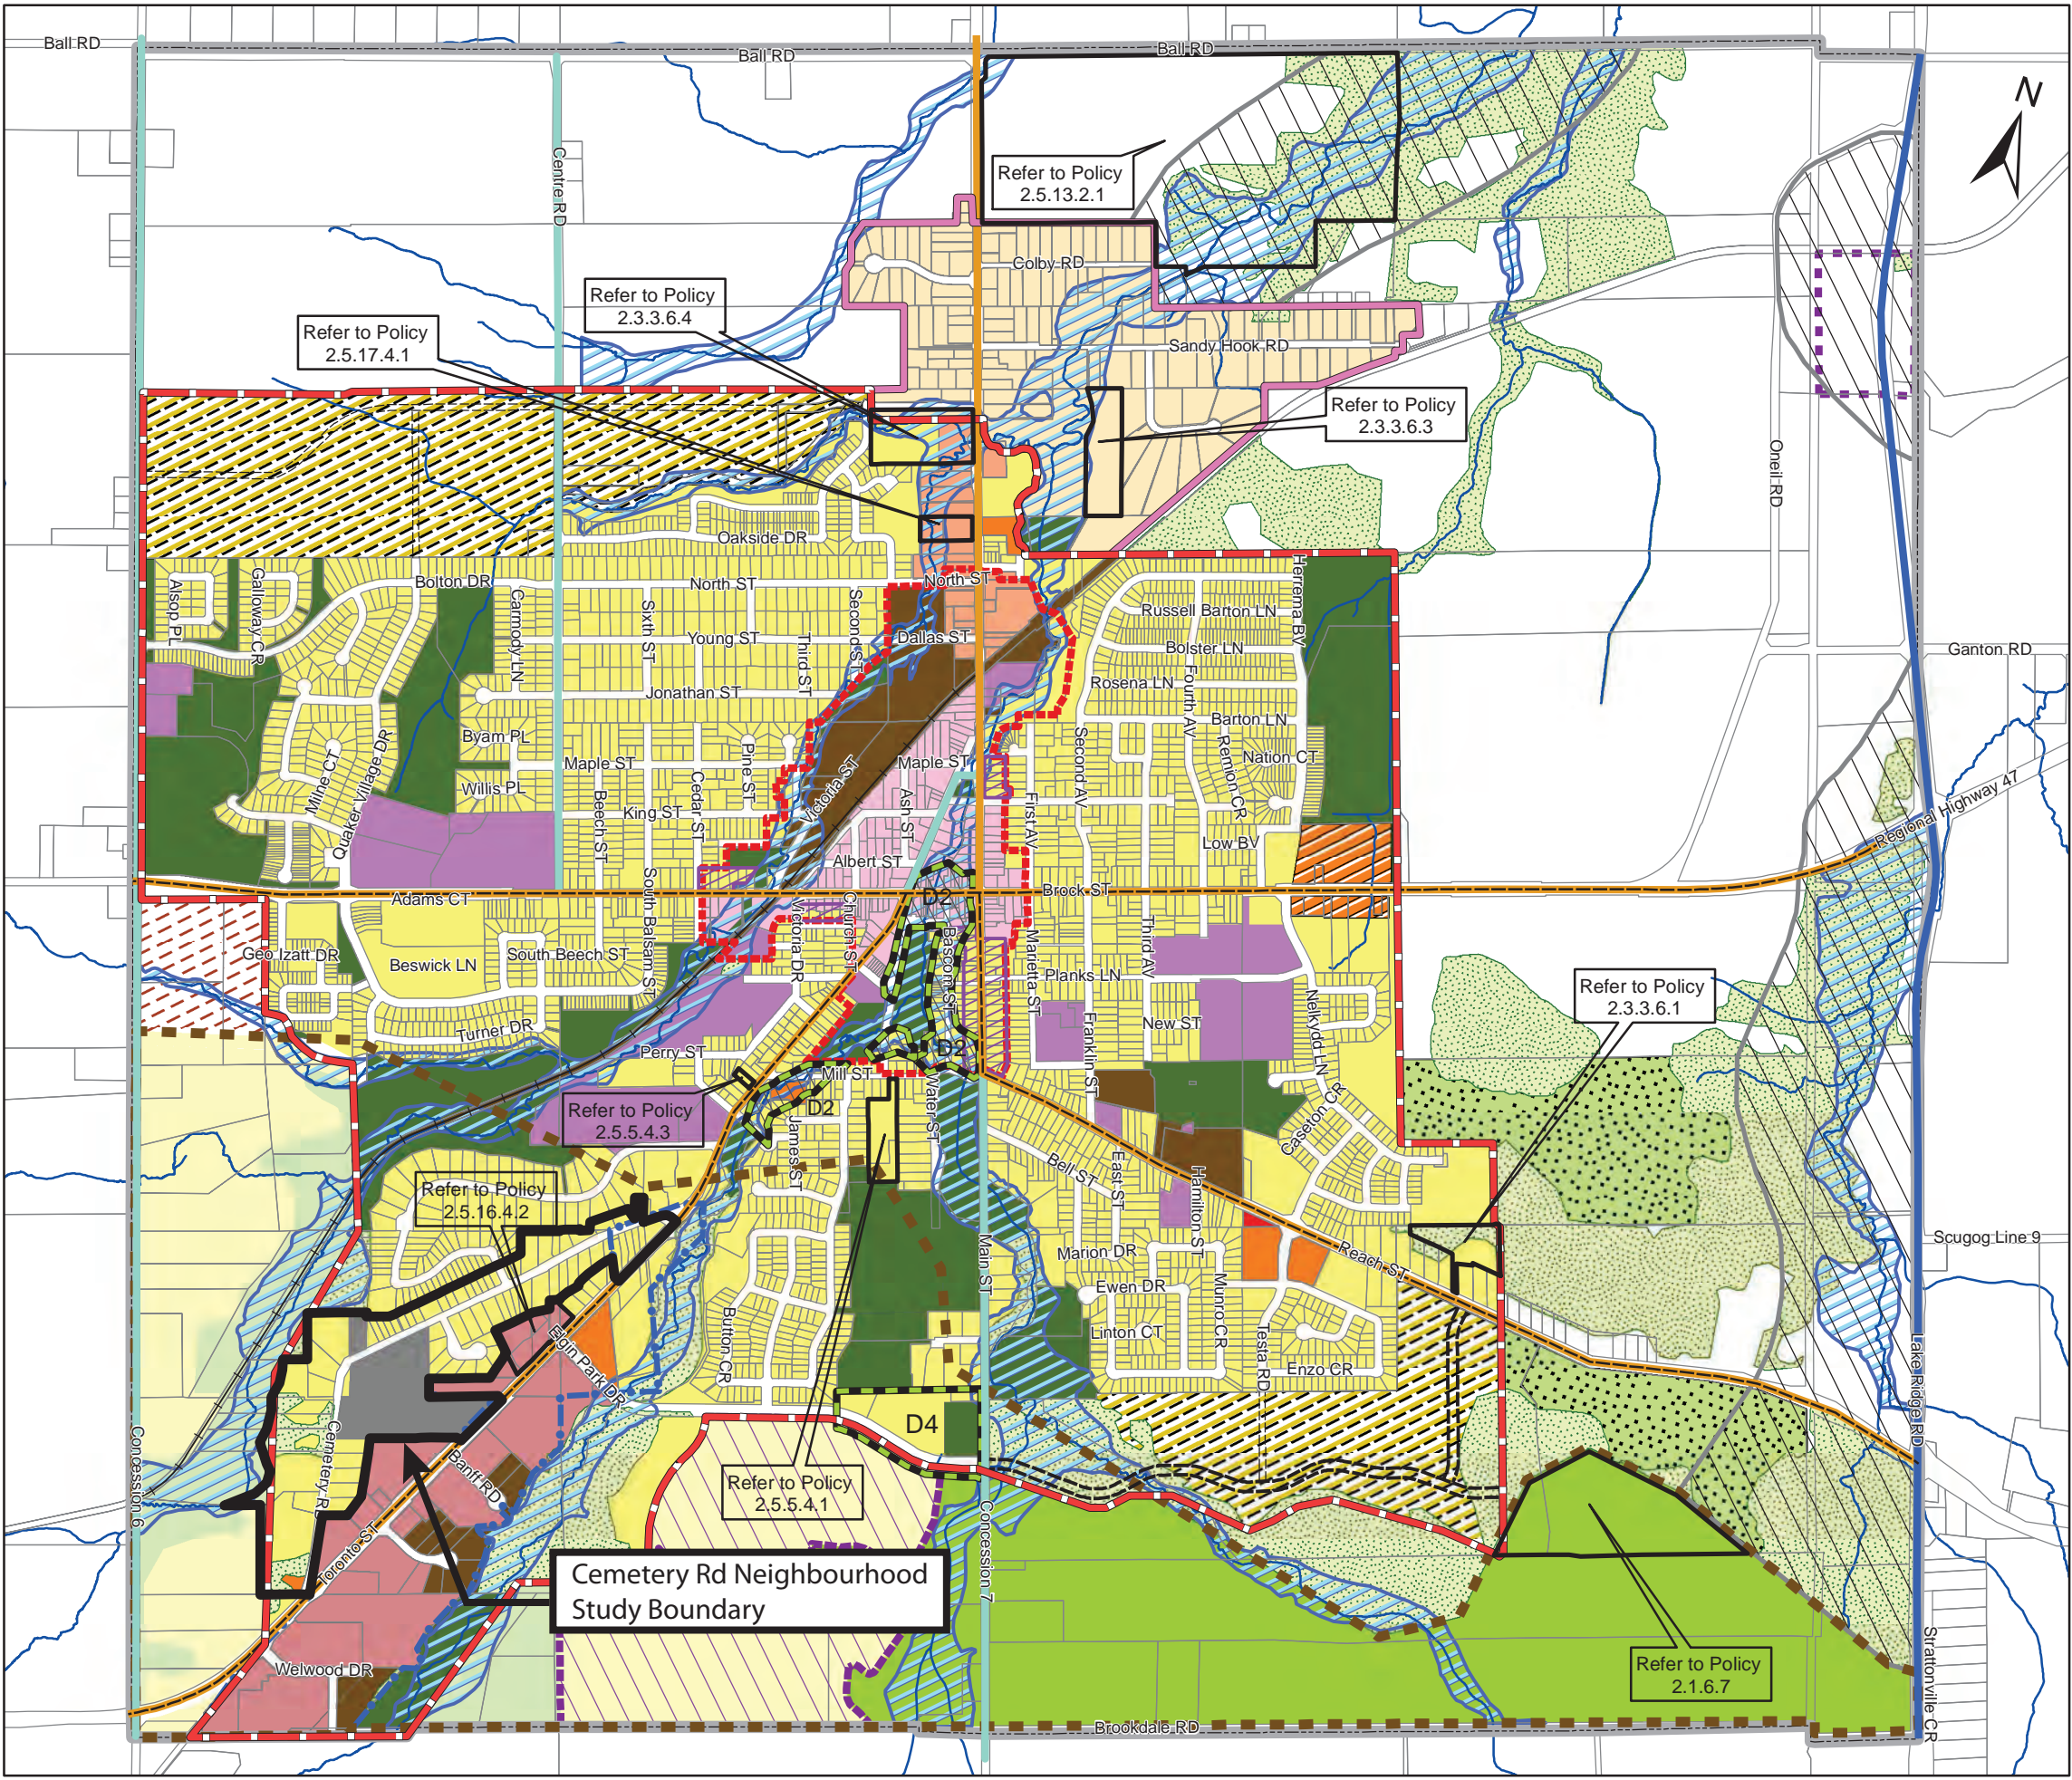 Ball RD
Ball RD
Ball RD
N
Centre RD
Refer to Policy
2.5.13.2.1
Colby RD
Refer to Policy
2.3.3.6.4
Refer to Policy
2.5.17.4.1
Sandy Hook RD
Refer to Policy
2.3.3.6.3
Oneil RD
Oakside DR
Bolton DR
North ST
North ST
Alsop PL
Galloway CR
Carmody LN
Sixth ST
Second ST
Third ST
Young ST
Dallas ST
Russell Barton LN
Herrema BV
Bolster LN
Ganton RD
Jonathan ST
Rosena LN
Fourth AV
Barton LN
Byam PL
Maple ST
Pine ST
Maple ST
Second AV
Remion CR
Nation CT
Milne CT
Quaker Village DR
Willis PL
Beech ST
King ST
Cedar ST
Victoria ST
Ash ST
First AV
Low BV
Regional Highway 47
Albert ST
Adams CT
Brock ST
D2
South Balsam ST
Victoria DR
Church ST
Bascom ST
Marietta ST
Third AV
Geo Izatt DR
Beswick LN
South Beech ST
Planks LN
Nelkydd LN
Refer to Policy
2.3.3.6.1
Turner DR
New ST
Franklin ST
Perry ST
D2
Mill ST
Water ST
D2
Refer to Policy
2.5.5.4.3
James ST
Caseton CR
Bell ST
East ST
Hamilton ST
Refer to Policy
2.5.16.4.2
Main ST
Marion DR
Reach ST
Scugog Line 9
Ewen DR
Munro CR
Linton CT
Testa RD
Enzo CR
Button CR
Elgin Park DR
Lake Ridge RD
D4
Cemetery RD
Concession 6
Banff RD
Refer to Policy
2.5.5.4.1
Concession 7
Toronto ST
Cemetery Rd Neighbourhood
Study Boundary
Welwood DR
Refer to Policy
2.1.6.7
Strattonville CR
Brookdale RD